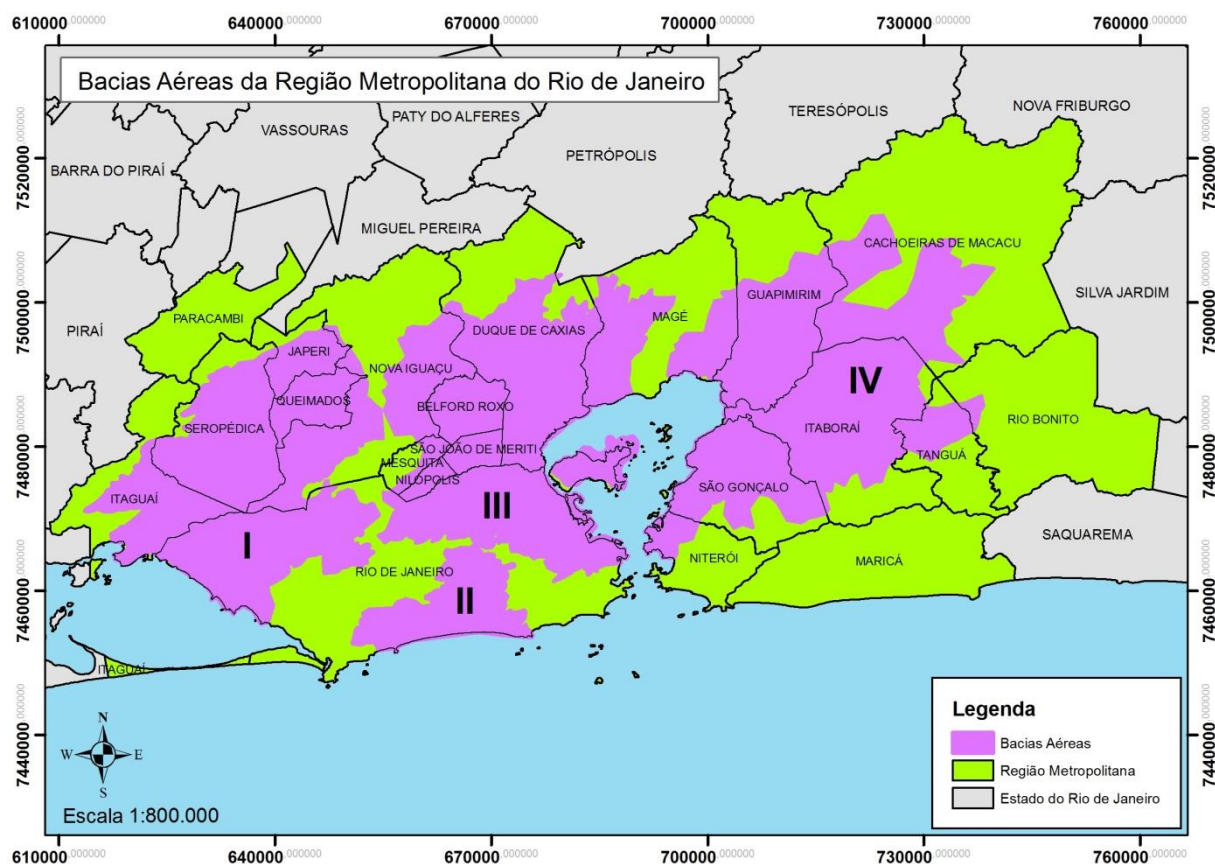 610000,000000 640000,000000 670000,000000 700000,000000 730000,000000 760000,000000
Bacias Aéreas da Região Metropolitana do Rio de Janeiro
TERESÓPOLIS
NOVA FRIBURGO
PATY DO ALFERES
VASSOURAS
PETRÓPOLIS
BARRA DO PIRAÍ
7520000,000000
7520000,000000
MIGUEL PEREIRA
CACHOEIRAS DE MACACU
SILVA JARDIM
GUAPIMIRIM
7500000,000000
7500000,000000
PARACAMBI
MAGÉ
PIRAÍ
DUQUE DE CAXIAS
JAPERI
NOVA IGUAÇU
IV
QUEIMADOS
BELFORD ROXO
RIO BONITO
SEROPÉDICA
ITABORAÍ
7480000,000000
7480000,000000
SÃO JOÃO DE MERITI
TANGUÁ
MESQUITA
NILÓPOLIS
SÃO GONÇALO
ITAGUAÍ
III
SAQUAREMA
I
NITERÓI
MARICÁ
RIO DE JANEIRO
7460000,000000
7460000,000000
II
ITAGUAÍ
Legenda
Bacias Aéreas
Região Metropolitana
Estado do Rio de Janeiro
7440000,000000
7440000,000000
N
W E
S
Escala 1:800.000
610000,000000 640000,000000 670000,000000 700000,000000 730000,000000 760000,000000